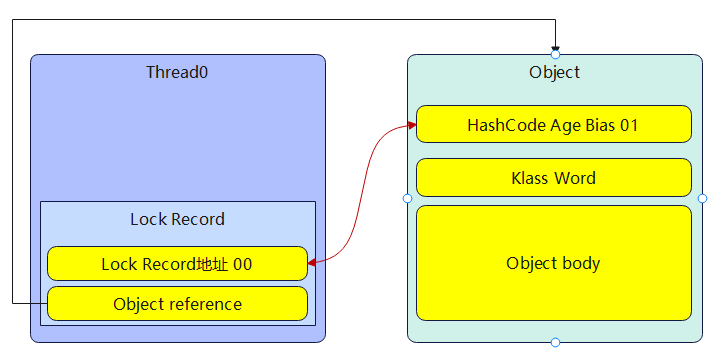 Thread0
Lock Record
Lock Record地址 00
Object reference
Object
HashCode Age Bias 01
Klass Word
Object body